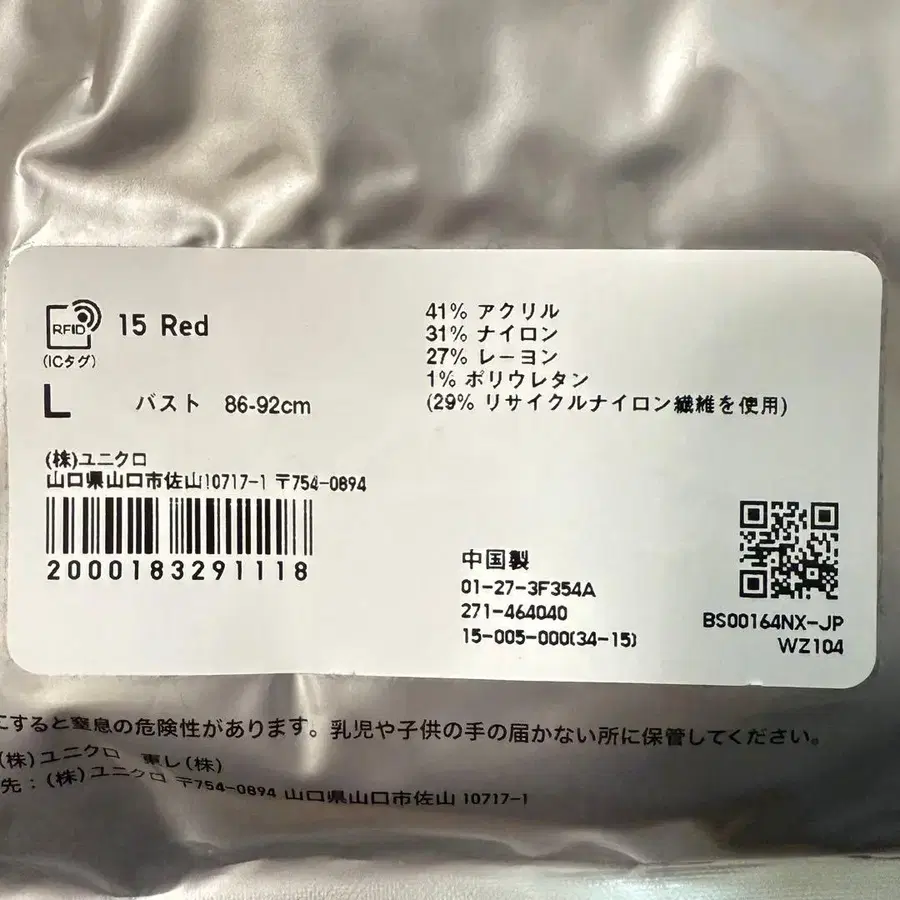 RFID
(ICタグ)
15 Red
L バスト 86-92cm
41% アクリル
31% ナイロン
27% レーヨン
1% ポリウレタン
(29% リサイクルナイロン繊維を使用)
(株)ユニクロ
山口県山口市佐山10717-1 〒754-0894
2000183291118
中国製
01-27-3F354A
271-464040
15-005-000(34-15)
BS00164NX-JP
WZ104
にすると窒息の危険性があります。乳児や子供の手の届かない所に保管してください。
(株)ユニクロ 東レ(株)
先：(株)ユニクロ 〒754-0894 山口県山口市佐山 10717-1